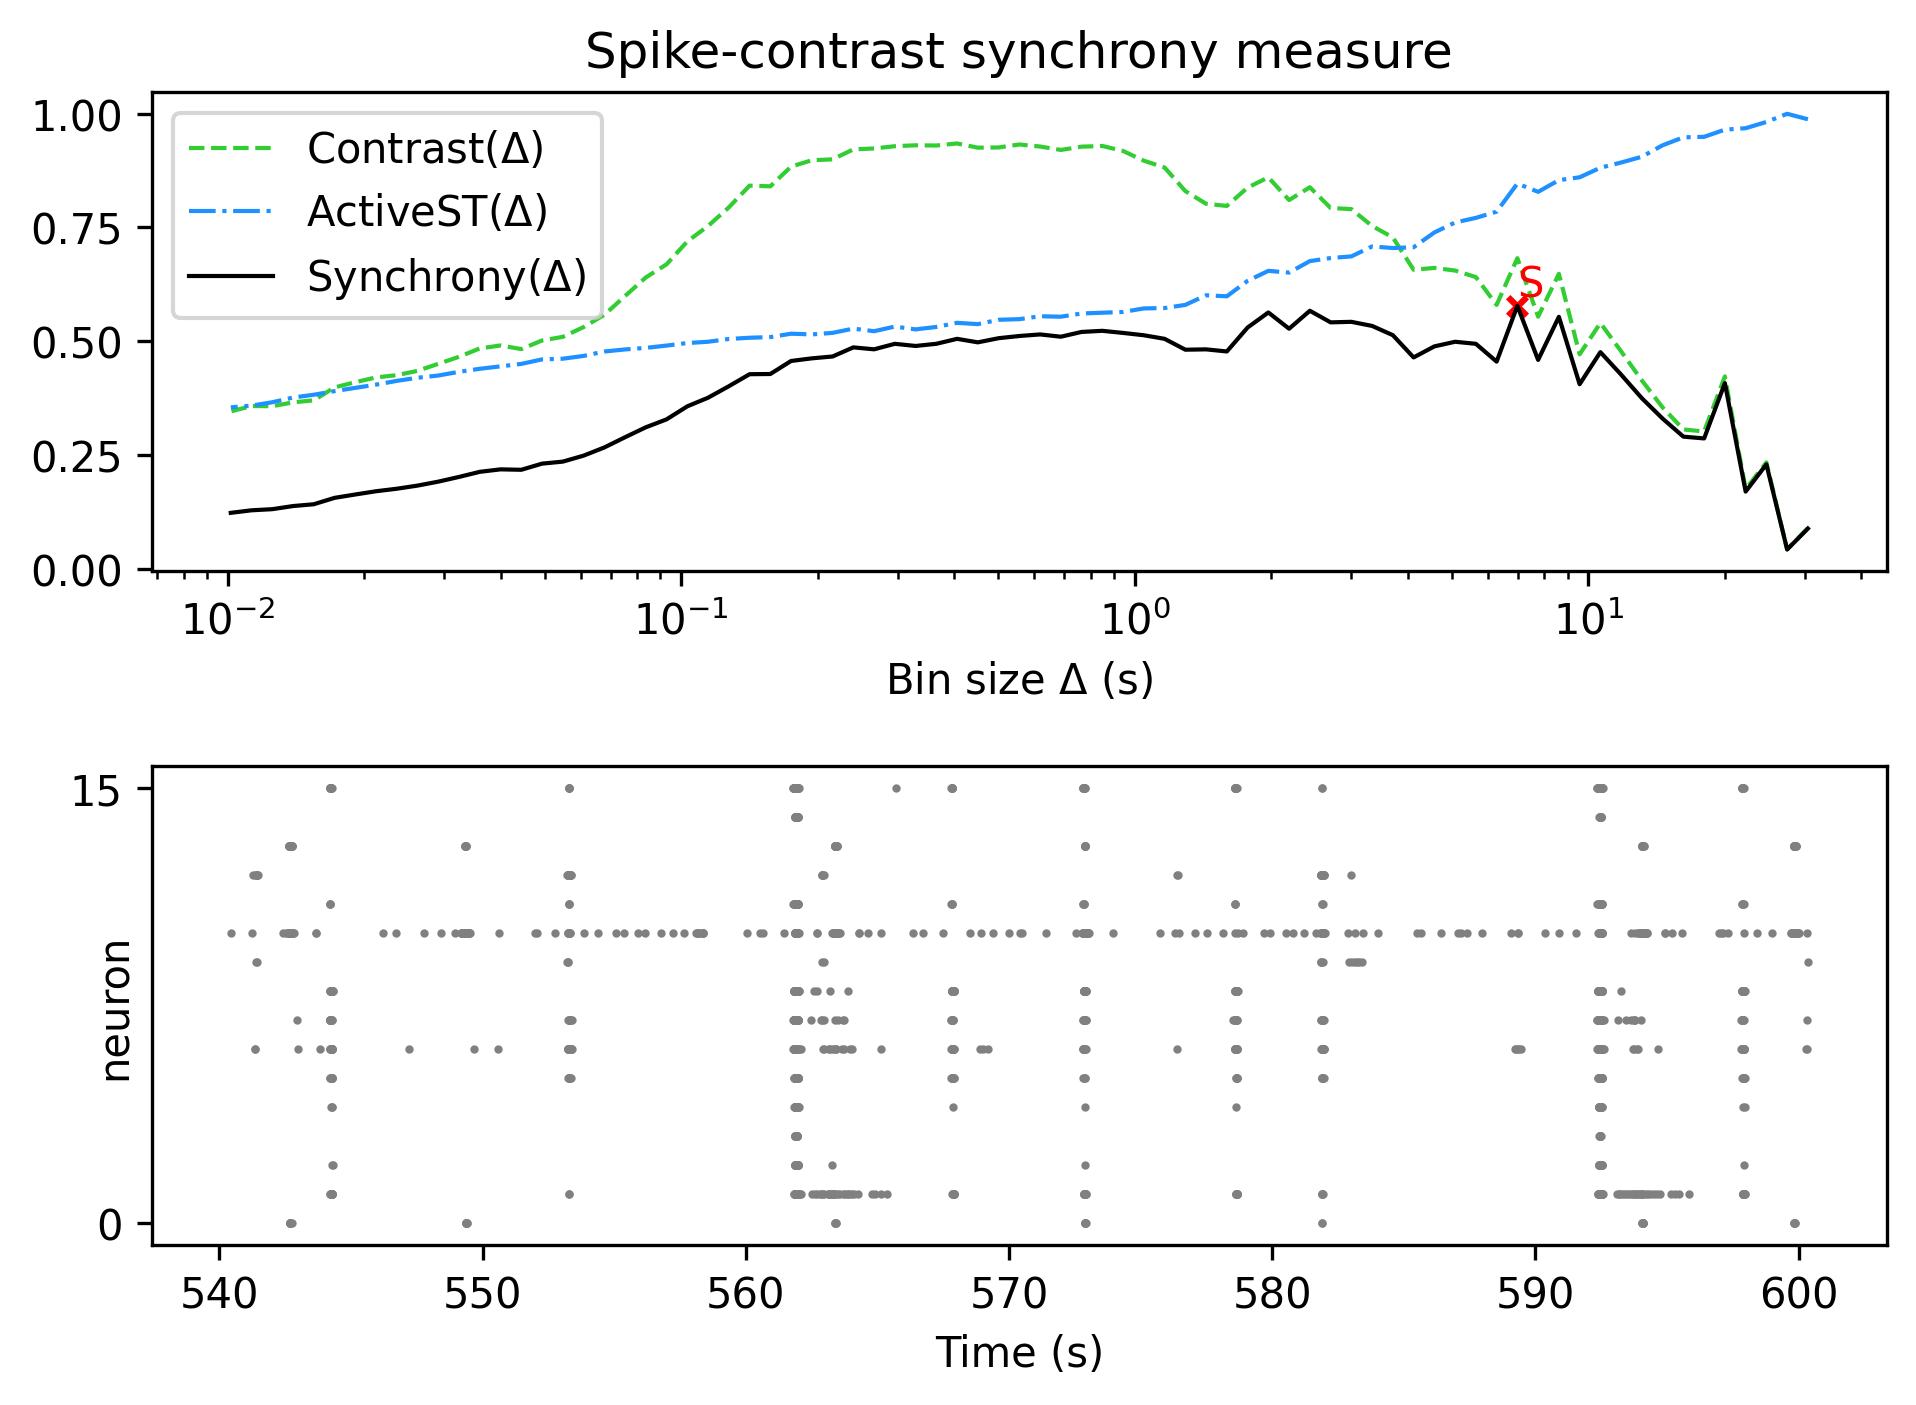 Spike-contrast synchrony measure
1.00
0.75
0.50
0.25
0.00
Contrast(Δ)
ActiveST(Δ)
Synchrony(Δ)
S
10⁻² 10⁻¹ 10⁰ 10¹
Bin size Δ (s)
15
0
neuron
540 550 560 570 580 590 600
Time (s)